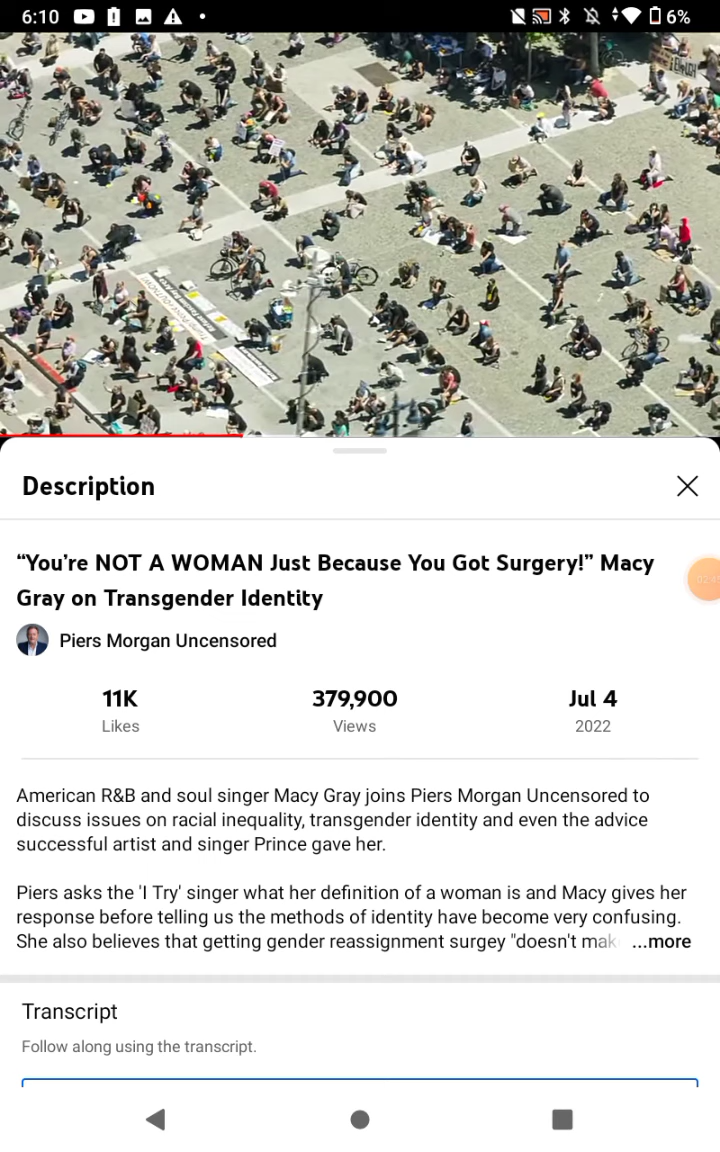 6:10
6%
Description
“You’re NOT A WOMAN Just Because You Got Surgery!” Macy
Gray on Transgender Identity
Piers Morgan Uncensored
11K
Likes
379,900
Views
Jul 4
2022
American R&B and soul singer Macy Gray joins Piers Morgan Uncensored to
discuss issues on racial inequality, transgender identity and even the advice
successful artist and singer Prince gave her.
Piers asks the 'I Try' singer what her definition of a woman is and Macy gives her
response before telling us the methods of identity have become very confusing.
She also believes that getting gender reassignment surgey "doesn't mak ...more
Transcript
Follow along using the transcript.